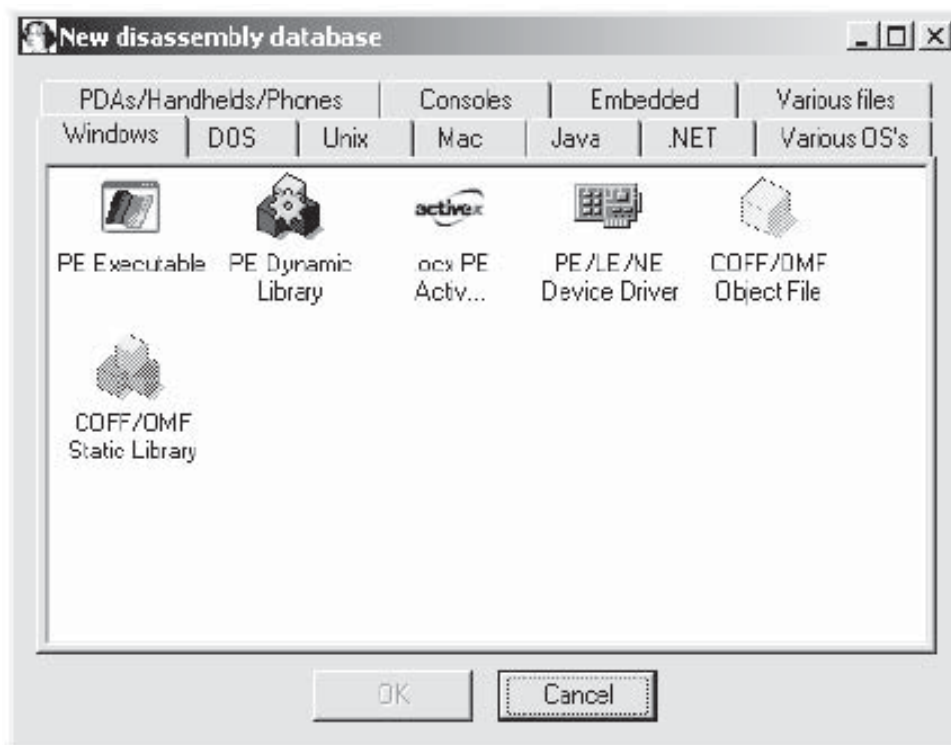 New disassembly database
PDAs/Handhelds/Phones Consoles Embedded Various files
Windows DOS Unix Mac Java .NET Various OS's
activex
PE Executable PE Dynamic .ocx PE PE/LE/NE COFF/OMF
Library Activ... Device Driver Object File
COFF/OMF
Static Library
OK Cancel